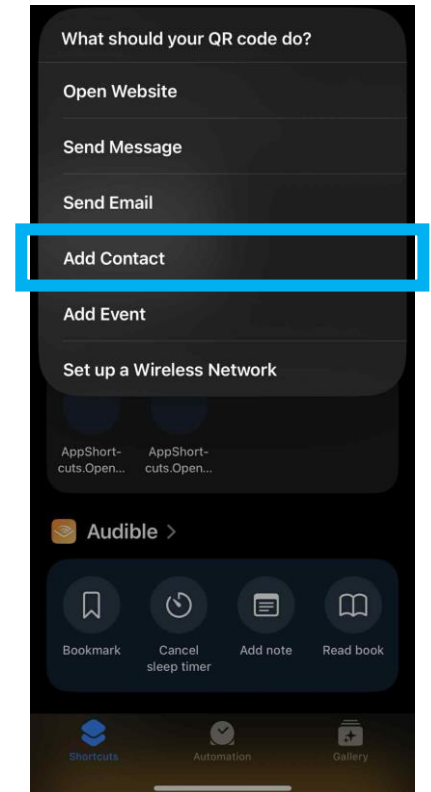 What should your QR code do?
Open Website
Send Message
Send Email
Add Contact
Add Event
Set up a Wireless Network
AppShort-
cuts.Open...
AppShort-
cuts.Open...
Audible >
Bookmark
Cancel
sleep timer
Add note
Read book
Shortcuts
Automation
Gallery